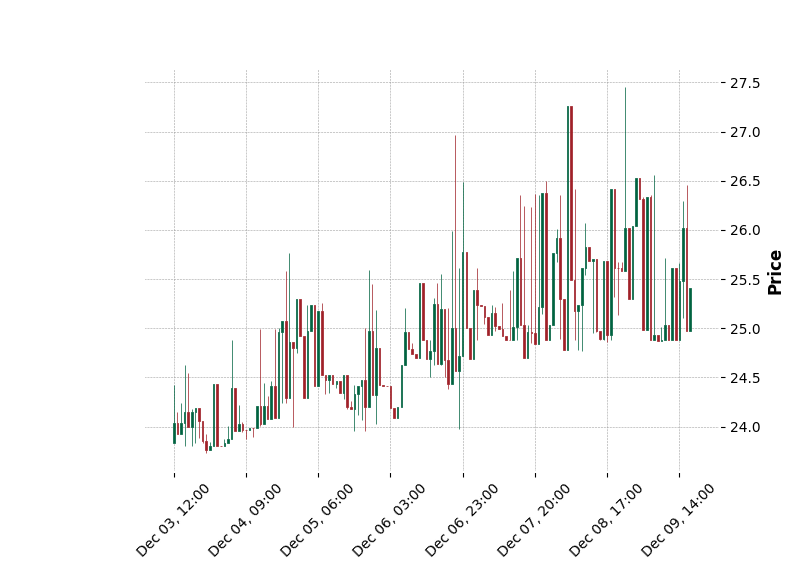 27.5
27.0
26.5
26.0
25.5
25.0
24.5
24.0
Price
Dec 03, 12:00
Dec 04, 09:00
Dec 05, 06:00
Dec 06, 03:00
Dec 06, 23:00
Dec 07, 20:00
Dec 08, 17:00
Dec 09, 14:00